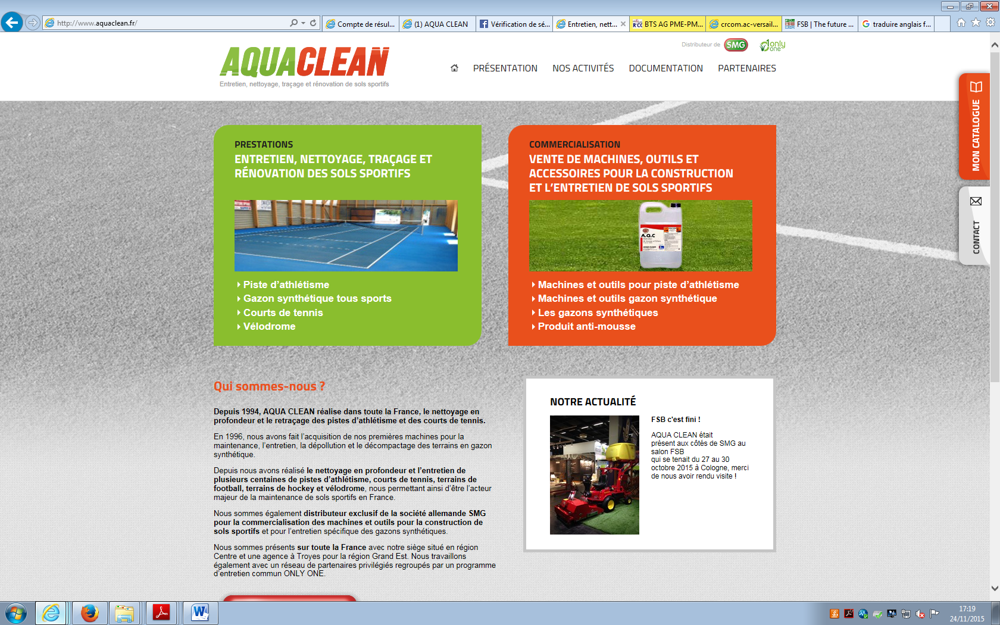 http://www.aquaclean.fr/
Compte de résul...
(1) AQUA CLEAN
Vérification de sé...
Entretien, nett...
BTS AG PME-PM...
crcom.ac-versail...
FSB | The future ...
traduire anglais f...
Distributeur de SMG
only one
AQUACLEAN
Entretien, nettoyage, traçage et rénovation de sols sportifs
PRÉSENTATION
NOS ACTIVITÉS
DOCUMENTATION
PARTENAIRES
MON CATALOGUE
CONTACT
PRESTATIONS
ENTRETIEN, NETTOYAGE, TRAÇAGE ET
RÉNOVATION DES SOLS SPORTIFS
Piste d’athlétisme
Gazon synthétique tous sports
Courts de tennis
Vélodrome
COMMERCIALISATION
VENTE DE MACHINES, OUTILS ET
ACCESSOIRES POUR LA CONSTRUCTION
ET L’ENTRETIEN DE SOLS SPORTIFS
A.Q.C
Machines et outils pour piste d’athlétisme
Machines et outils gazon synthétique
Les gazons synthétiques
Produit anti-mousse
Qui sommes-nous ?
Depuis 1994, AQUA CLEAN réalise dans toute la France, le nettoyage en
profondeur et le retraçage des pistes d’athlétisme et des courts de tennis.
En 1996, nous avons fait l’acquisition de nos premières machines pour la
maintenance, l’entretien, la dépollution et le décompactage des terrains en gazon
synthétique.
Depuis nous avons réalisé le nettoyage en profondeur et l’entretien de
plusieurs centaines de pistes d’athlétisme, courts de tennis, terrains de
football, terrains de hockey et vélodrome, nous permettant ainsi d’être l’acteur
majeur de la maintenance de sols sportifs en France.
Nous sommes également distributeur exclusif de la société allemande SMG
pour la commercialisation des machines et outils pour la construction de
sols sportifs et pour l’entretien spécifique des gazons synthétiques.
Nous sommes présents sur toute la France avec notre siège situé en région
Centre et une agence à Troyes pour la région Grand Est. Nous travaillons
également avec un réseau de partenaires privilégiés regroupés par un programme
d’entretien commun ONLY ONE.
NOTRE ACTUALITÉ
FSB c'est fini !
AQUA CLEAN était
présent aux côtés de SMG au
salon FSB
qui se tenait du 27 au 30
octobre 2015 à Cologne, merci
de nous avoir rendu visite !
17:19
24/11/2015